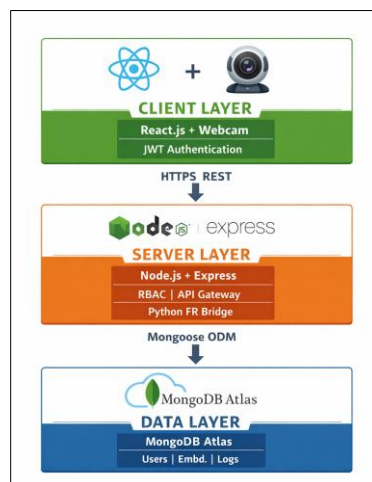 +
CLIENT LAYER
React.js + Webcam
JWT Authentication
HTTPS REST
node JS | express
SERVER LAYER
Node.js + Express
RBAC | API Gateway
Python FR Bridge
Mongoose ODM
MongoDB Atlas
DATA LAYER
MongoDB Atlas
Users | Embd. | Logs